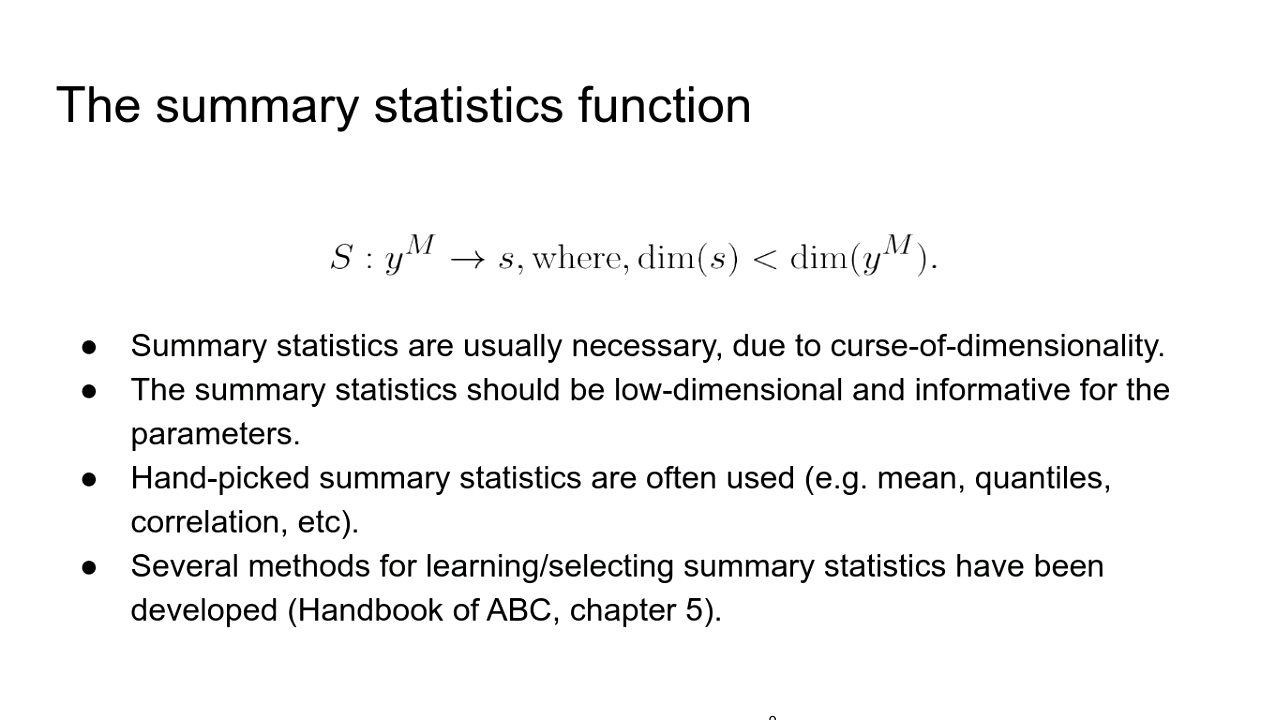 The summary statistics function
S : y^M → s, where, dim(s) < dim(y^M).
● Summary statistics are usually necessary, due to curse-of-dimensionality.
● The summary statistics should be low-dimensional and informative for the
parameters.
● Hand-picked summary statistics are often used (e.g. mean, quantiles,
correlation, etc).
● Several methods for learning/selecting summary statistics have been
developed (Handbook of ABC, chapter 5).